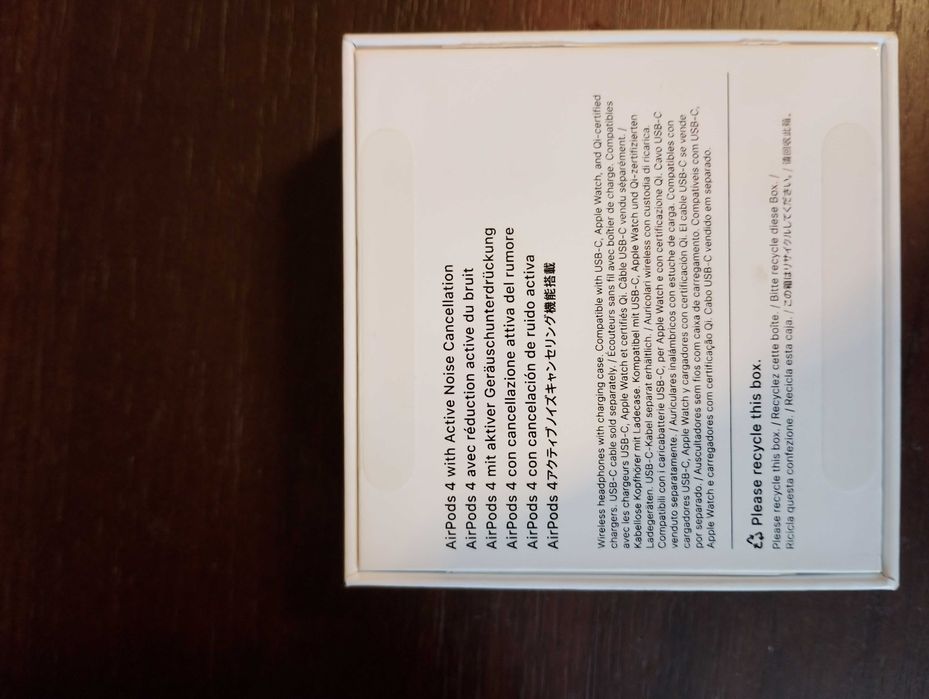 AirPods 4 with Active Noise Cancellation
AirPods 4 avec réduction active du bruit
AirPods 4 mit aktiver Geräuschunterdrückung
AirPods 4 con cancellazione attiva del rumore
AirPods 4 con cancelación de ruido activa
AirPods 4アクティブノイズキャンセリング機能搭載
Wireless headphones with charging case. Compatible with USB-C, Apple Watch, and Qi-certified
chargers. USB-C cable sold separately. / Écouteurs sans fil avec boîtier de charge. Compatibles
avec les chargeurs USB-C, Apple Watch et certifiés Qi. Câble USB-C vendu séparément. /
Kabellose Kopfhörer mit Ladecase. Kompatibel mit USB-C, Apple Watch und Qi-zertifizierten
Ladegeräten. USB-C-Kabel separat erhältlich. / Auricolari wireless con custodia di ricarica.
Compatibili con i caricabatterie USB-C, per Apple Watch e con certificazione Qi. Cavo USB-C
venduto separatamente. / Auriculares inalámbricos con estuche de carga. Compatibles con
cargadores USB-C, Apple Watch y cargadores con certificación Qi. El cable USB-C se vende
por separado. / Auscultadores sem fios com caixa de carregamento. Compatíveis com USB-C,
Apple Watch e carregadores com certificação Qi. Cabo USB-C vendido em separado.
Please recycle this box.
Please recycle this box. / Recyclez cette boîte. / Bitte recycle diese Box. /
Ricicla questa confezione. / Recicla esta caja. / この箱はリサイクルしてください。/ 请回收此箱。